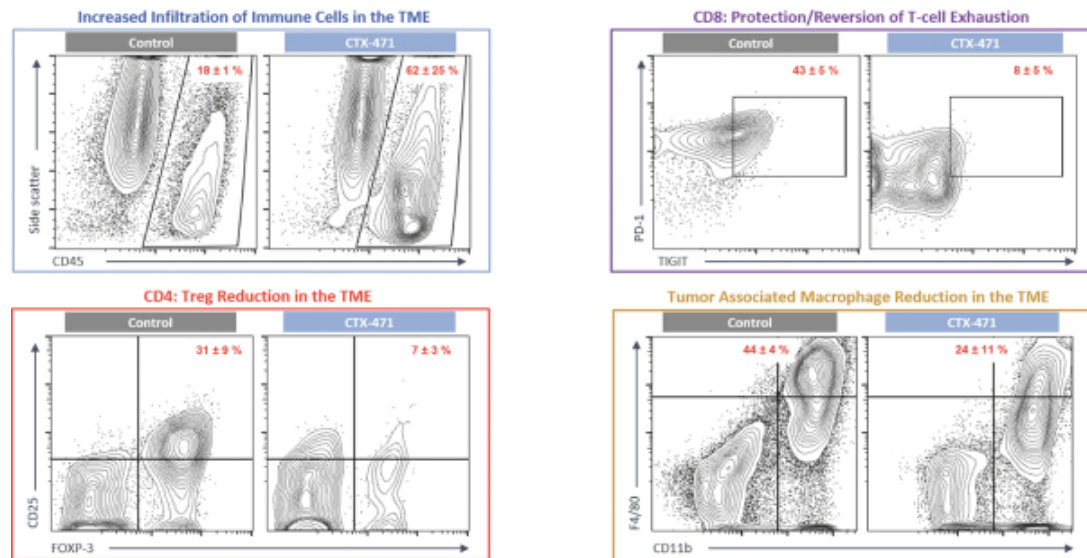 Increased Infiltration of Immune Cells in the TME
Control
CTX-471
18 ± 1 %
62 ± 25 %
Side scatter
CD45
CD8: Protection/Reversion of T-cell Exhaustion
Control
CTX-471
43 ± 5 %
8 ± 5 %
PD-1
TIGIT
CD4: Treg Reduction in the TME
Control
CTX-471
31 ± 9 %
7 ± 3 %
CD25
FOXP-3
Tumor Associated Macrophage Reduction in the TME
Control
CTX-471
44 ± 4 %
24 ± 11 %
F4/80
CD11b